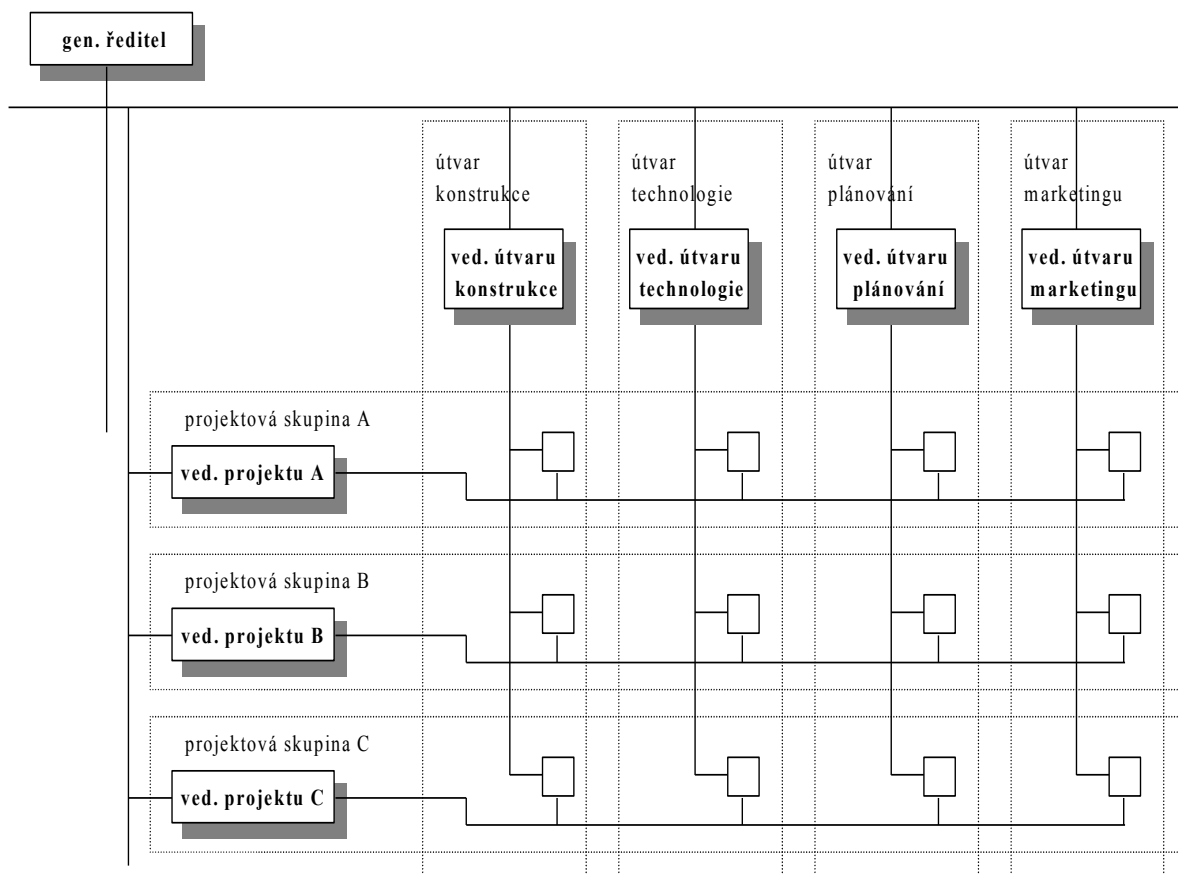 gen. ředitel
útvar
konstrukce
útvar
technologie
útvar
plánování
útvar
marketingu
ved. útvaru
konstrukce
ved. útvaru
technologie
ved. útvaru
plánování
ved. útvaru
marketingu
projektová skupina A
ved. projektu A
projektová skupina B
ved. projektu B
projektová skupina C
ved. projektu C